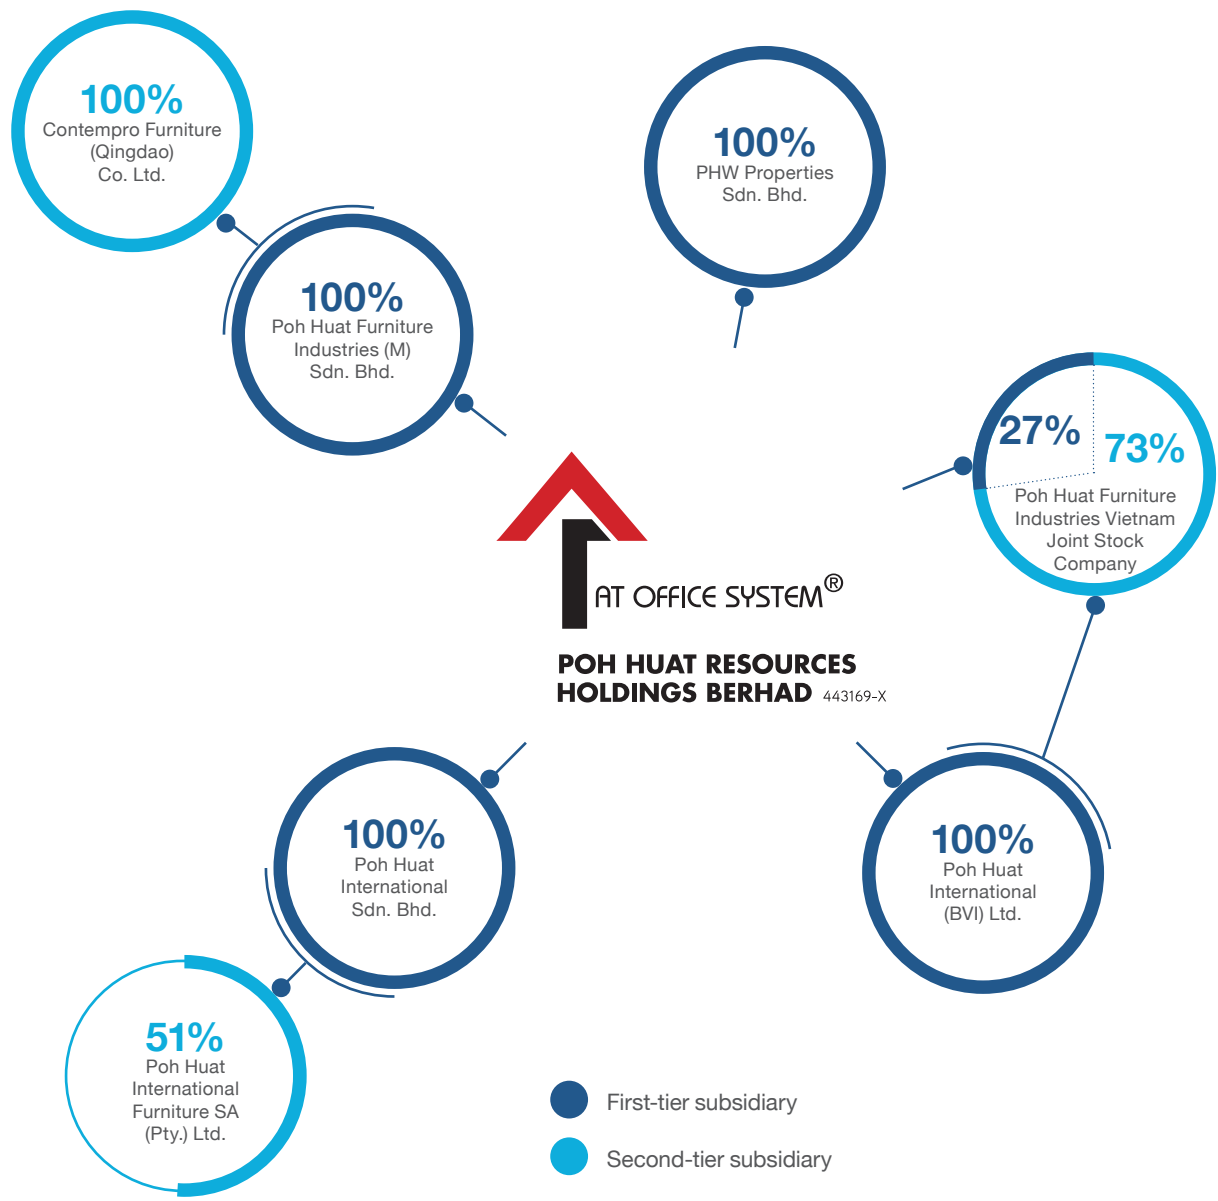 100%
Contempro Furniture
(Qingdao)
Co. Ltd.
100%
PHW Properties
Sdn. Bhd.
100%
Poh Huat Furniture
Industries (M)
Sdn. Bhd.
27%
73%
Poh Huat Furniture
Industries Vietnam
Joint Stock
Company
AT OFFICE SYSTEM®
POH HUAT RESOURCES
HOLDINGS BERHAD 443169-X
100%
Poh Huat
International
Sdn. Bhd.
100%
Poh Huat
International
(BVI) Ltd.
51%
Poh Huat
International
Furniture SA
(Pty.) Ltd.
First-tier subsidiary
Second-tier subsidiary